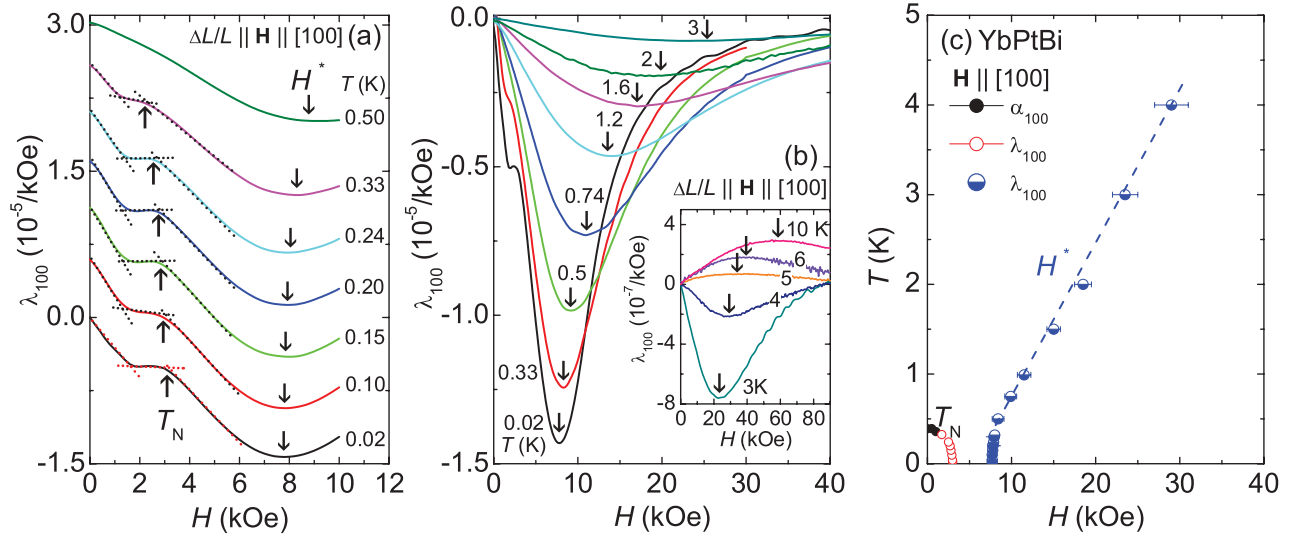 ΔL/L || H || [100] (a)
H*
T (K)
0.50
0.33
0.24
0.20
0.15
0.10
0.02
T_N
3.0
1.5
0.0
-1.5
λ₁₀₀ (10⁻⁵/kOe)
0 2 4 6 8 10 12
H (kOe)
0.0
-0.5
-1.0
-1.5
λ₁₀₀ (10⁻⁵/kOe)
3
2
1.6
1.2
0.74
0.5
0.33
0.02
T (K)
(b)
ΔL/L || H || [100]
4
0
-4
-8
λ₁₀₀ (10⁻⁷/kOe)
10 K
6
5
4
3K
0 20 40 60 80
H (kOe)
0 10 20 30 40
H (kOe)
(c) YbPtBi
H || [100]
α₁₀₀
λ₁₀₀
λ₁₀₀
H*
T_N
5
4
3
2
1
0
T (K)
0 10 20 30 40
H (kOe)